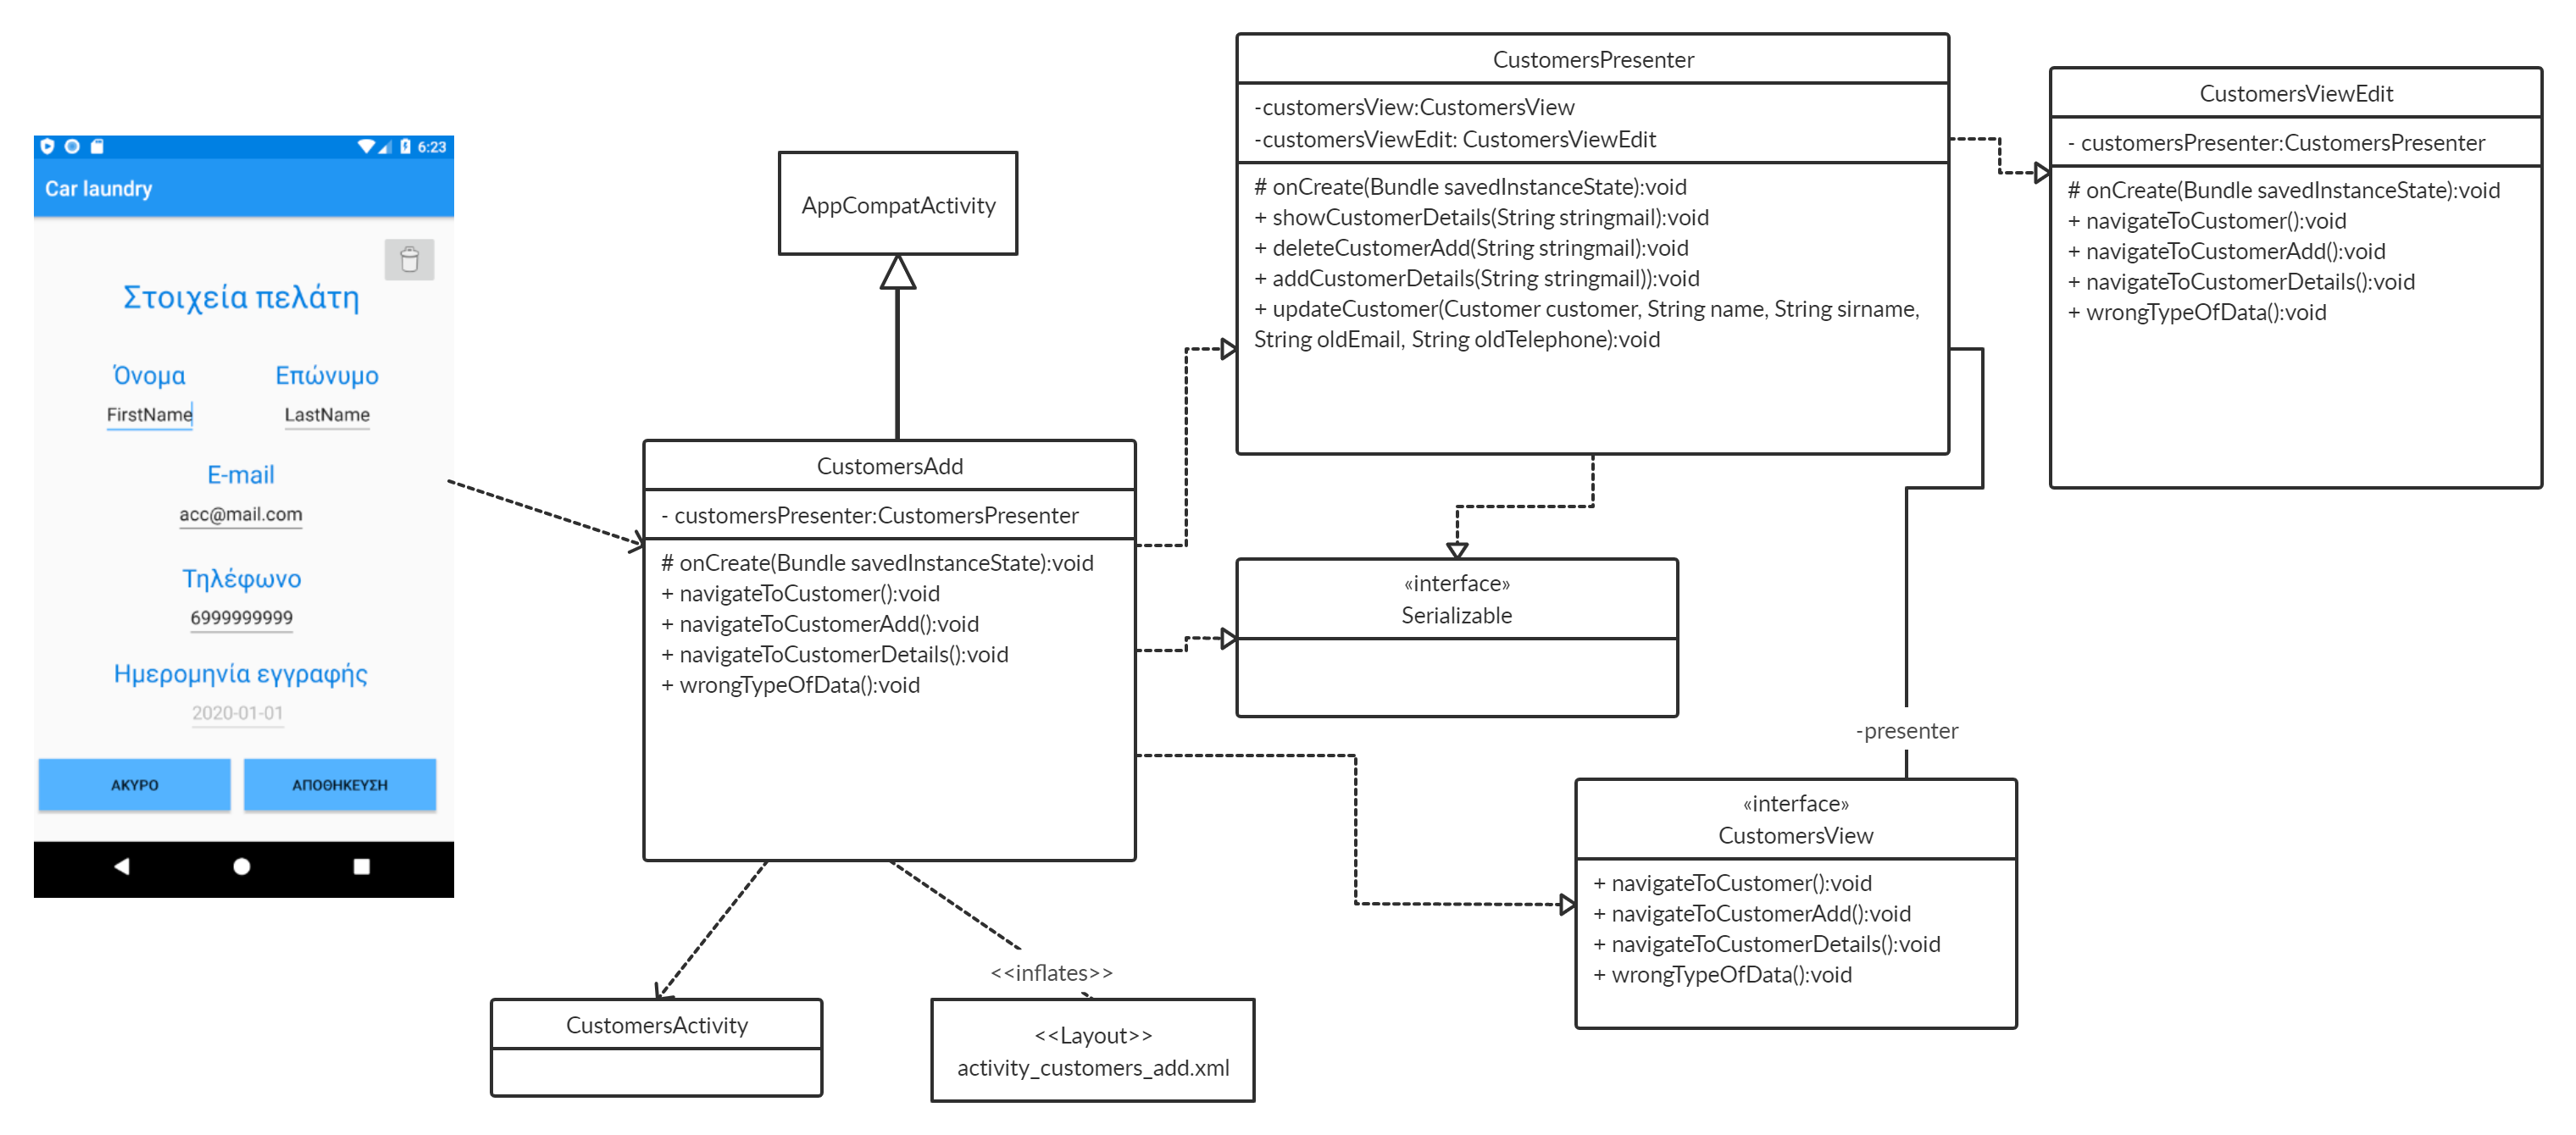 6:23
Car laundry
Στοιχεία πελάτη
Όνομα
Επώνυμο
FirstName
LastName
E-mail
acc@mail.com
Τηλέφωνο
6999999999
Ημερομηνία εγγραφής
2020-01-01
ΑΚΥΡΟ
ΑΠΟΘΗΚΕΥΣΗ
AppCompatActivity
CustomersAdd
- customersPresenter:CustomersPresenter
# onCreate(Bundle savedInstanceState):void
+ navigateToCustomer():void
+ navigateToCustomerAdd():void
+ navigateToCustomerDetails():void
+ wrongTypeOfData():void
CustomersActivity
<<inflates>>
<<Layout>>
activity_customers_add.xml
CustomersPresenter
-customersView:CustomersView
-customersViewEdit: CustomersViewEdit
# onCreate(Bundle savedInstanceState):void
+ showCustomerDetails(String stringmail):void
+ deleteCustomerAdd(String stringmail):void
+ addCustomerDetails(String stringmail)):void
+ updateCustomer(Customer customer, String name, String sirname,
String oldEmail, String oldTelephone):void
«interface»
Serializable
-presenter
«interface»
CustomersView
+ navigateToCustomer():void
+ navigateToCustomerAdd():void
+ navigateToCustomerDetails():void
+ wrongTypeOfData():void
CustomersViewEdit
- customersPresenter:CustomersPresenter
# onCreate(Bundle savedInstanceState):void
+ navigateToCustomer():void
+ navigateToCustomerAdd():void
+ navigateToCustomerDetails():void
+ wrongTypeOfData():void